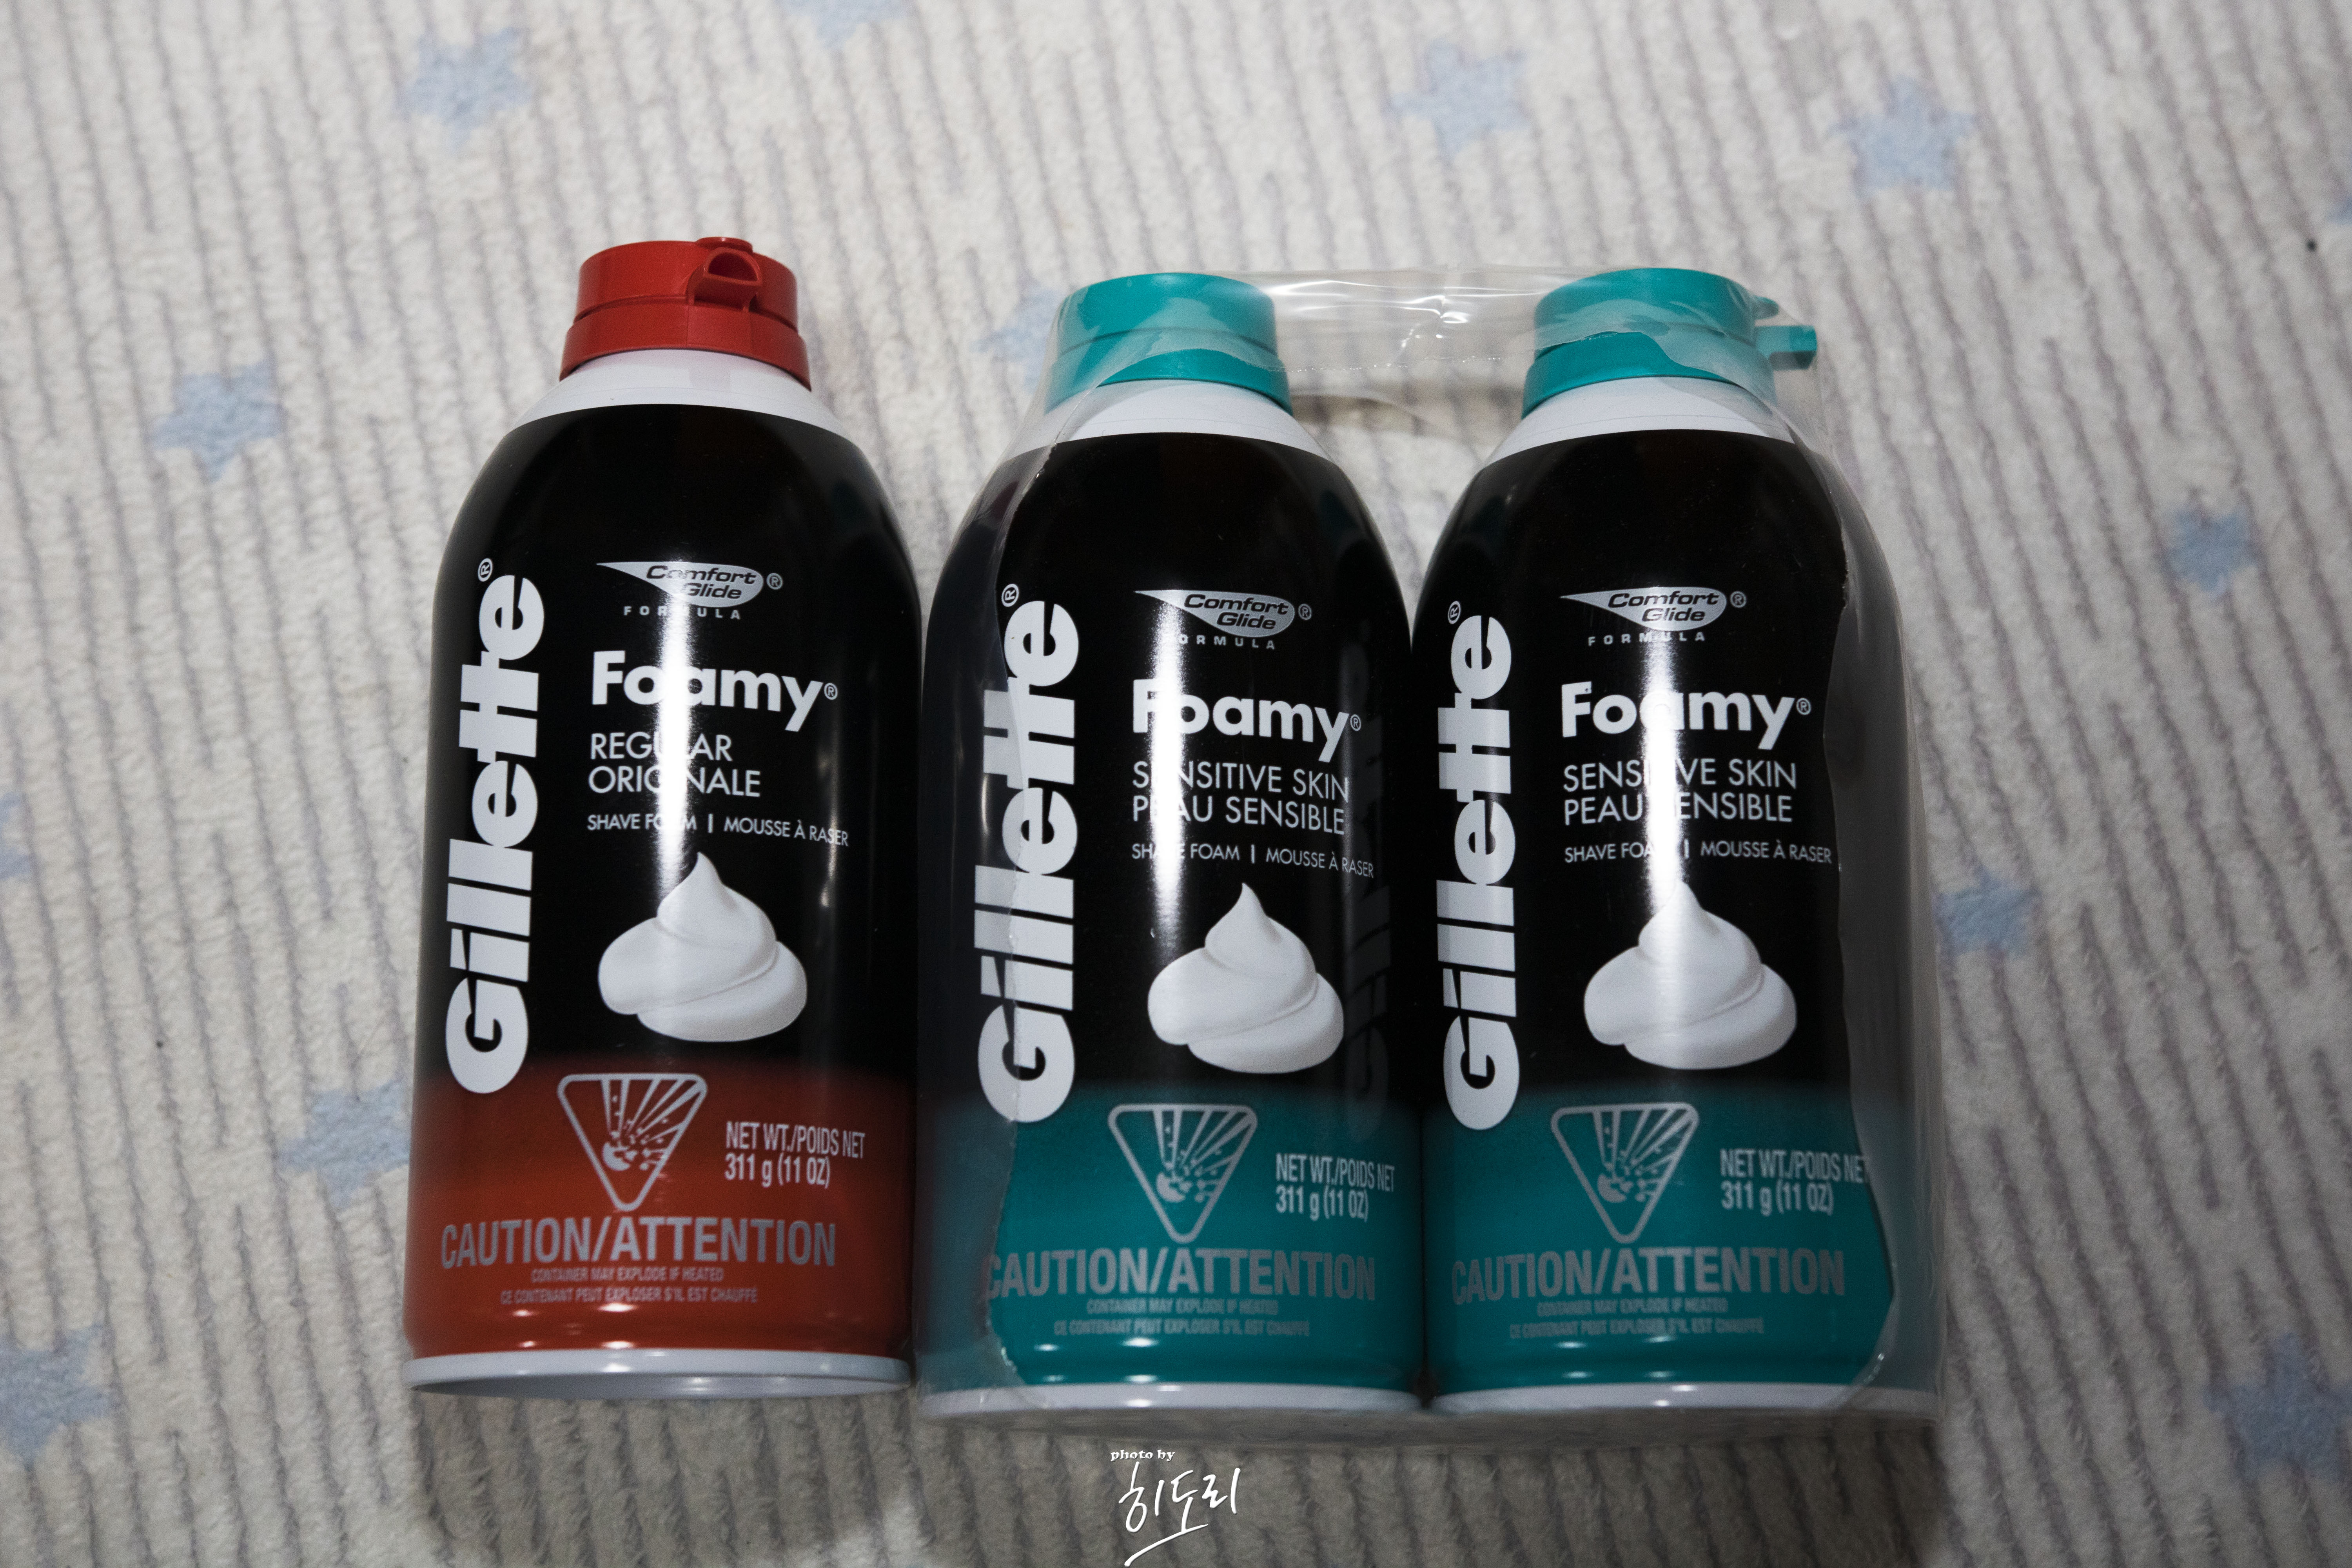 Gillette®
Comfort
Glide®
FORMULA
Foamy®
REGULAR
ORIGINALE
SHAVE FOAM | MOUSSE À RASER
NET WT./POIDS NET
311 g (11 OZ)
CAUTION/ATTENTION
CONTAINER MAY EXPLODE IF HEATED
CE CONTENANT PEUT EXPLOSER S'IL EST CHAUFFÉ
Gillette®
Comfort
Glide®
FORMULA
Foamy®
SENSITIVE SKIN
PEAU SENSIBLE
SHAVE FOAM | MOUSSE À RASER
NET WT./POIDS NET
311 g (11 OZ)
CAUTION/ATTENTION
CONTAINER MAY EXPLODE IF HEATED
CE CONTENANT PEUT EXPLOSER S'IL EST CHAUFFÉ
Gillette®
Comfort
Glide®
FORMULA
Foamy®
SENSITIVE SKIN
PEAU SENSIBLE
SHAVE FOAM | MOUSSE À RASER
NET WT./POIDS NET
311 g (11 OZ)
CAUTION/ATTENTION
CONTAINER MAY EXPLODE IF HEATED
CE CONTENANT PEUT EXPLOSER S'IL EST CHAUFFÉ
photo by
히도리